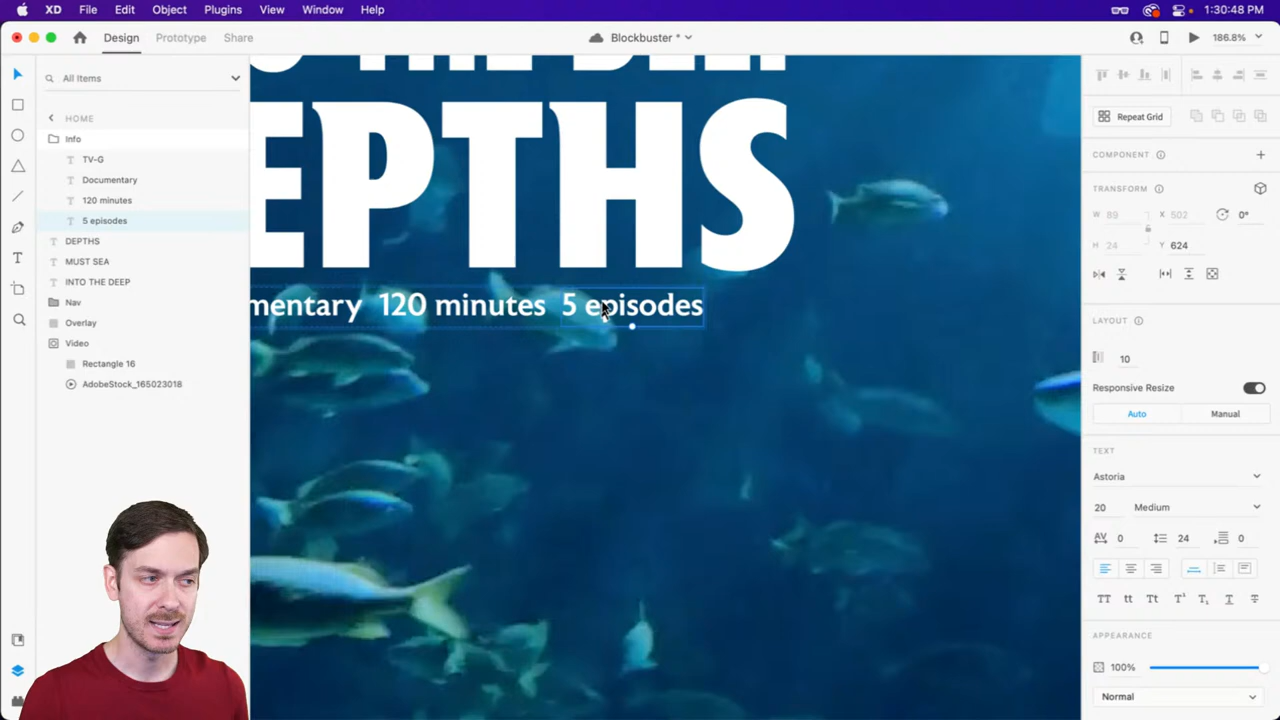 XD File Edit Object Plugins View Window Help 1:30:48 PM
Design Prototype Share Blockbuster * 186.8%
All Items
HOME
Info
TV-G
Documentary
120 minutes
5 episodes
DEPTHS
MUST SEA
INTO THE DEEP
Nav
Overlay
Video
Rectangle 16
AdobeStock_165023018
EPTHS
mentary 120 minutes 5 episodes
Repeat Grid
COMPONENT
TRANSFORM
W 89 X 502 0°
H 24 Y 624
LAYOUT
10
Responsive Resize
Auto Manual
TEXT
Astoria
20 Medium
AV 0 24 0
TT tt Tt T¹ T₁ T T
APPEARANCE
100%
Normal